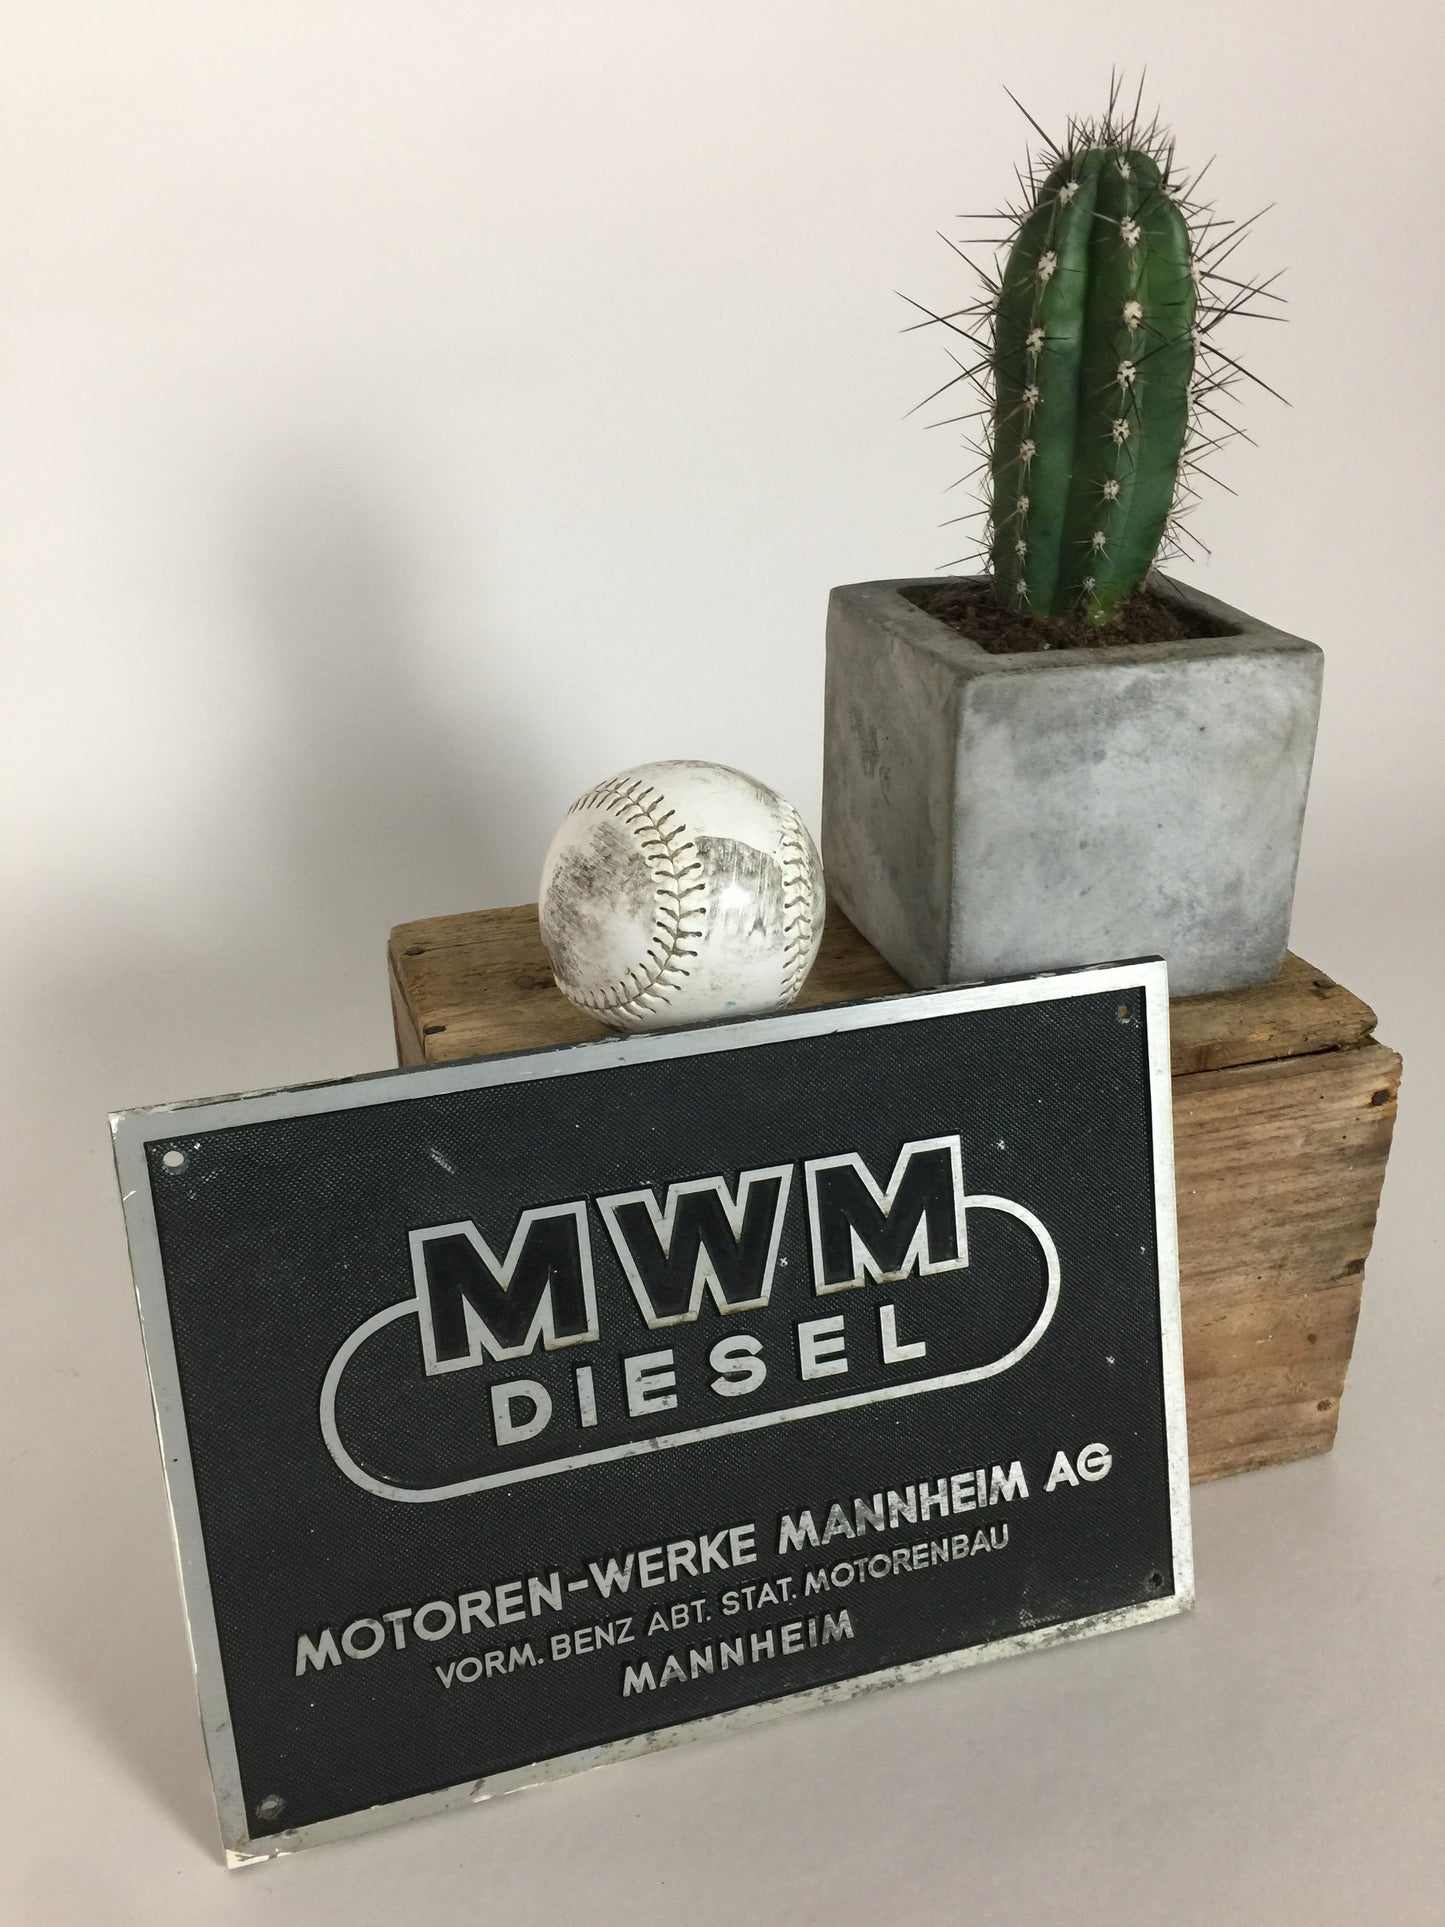 MWM
DIESEL
MOTOREN-WERKE MANNHEIM AG
VORM. BENZ ABT. STAT. MOTORENBAU
MANNHEIM